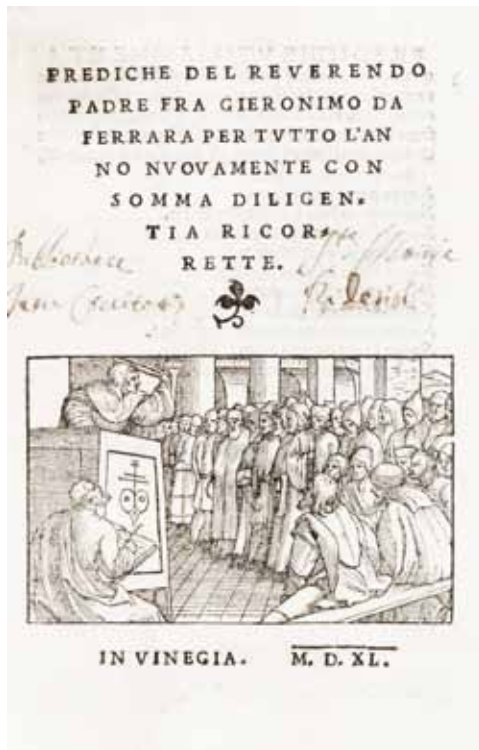 PREDICHE DEL REVERENDO
PADRE FRA GIERONIMO DA
FERRARA PER TVTTO L'AN
NO NVOVAMENTE CON
SOMMA DILIGEN.
TIA RICOR.
RETTE.
IN VINEGIA. M. D. XL.